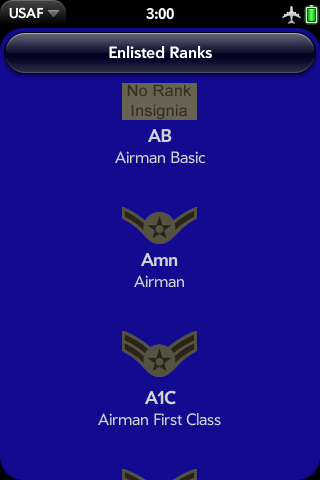 USAF
3:00
Enlisted Ranks
No Rank
Insignia
AB
Airman Basic
Amn
Airman
A1C
Airman First Class